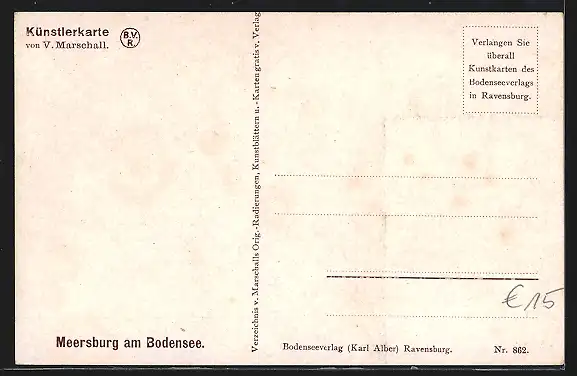 Künstlerkarte
von V. Marschall.
B.V.
R.
Verzeichnis v. Marschalls Orig.-Radierungen, Kunstblättern u.-Karten gratis v. Verlag
Verlangen Sie
überall
Kunstkarten des
Bodenseeverlags
in Ravensburg.
€ 15
Meersburg am Bodensee.
Bodenseeverlag (Karl Alber) Ravensburg.
Nr. 862.